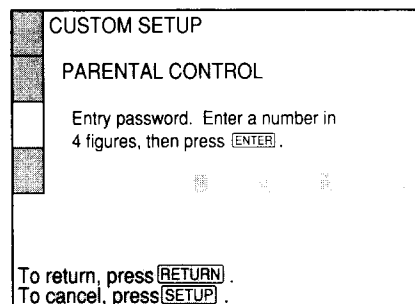 CUSTOM SETUP
PARENTAL CONTROL
Entry password. Enter a number in
4 figures, then press ENTER .
To return, press RETURN .
To cancel, press SETUP .